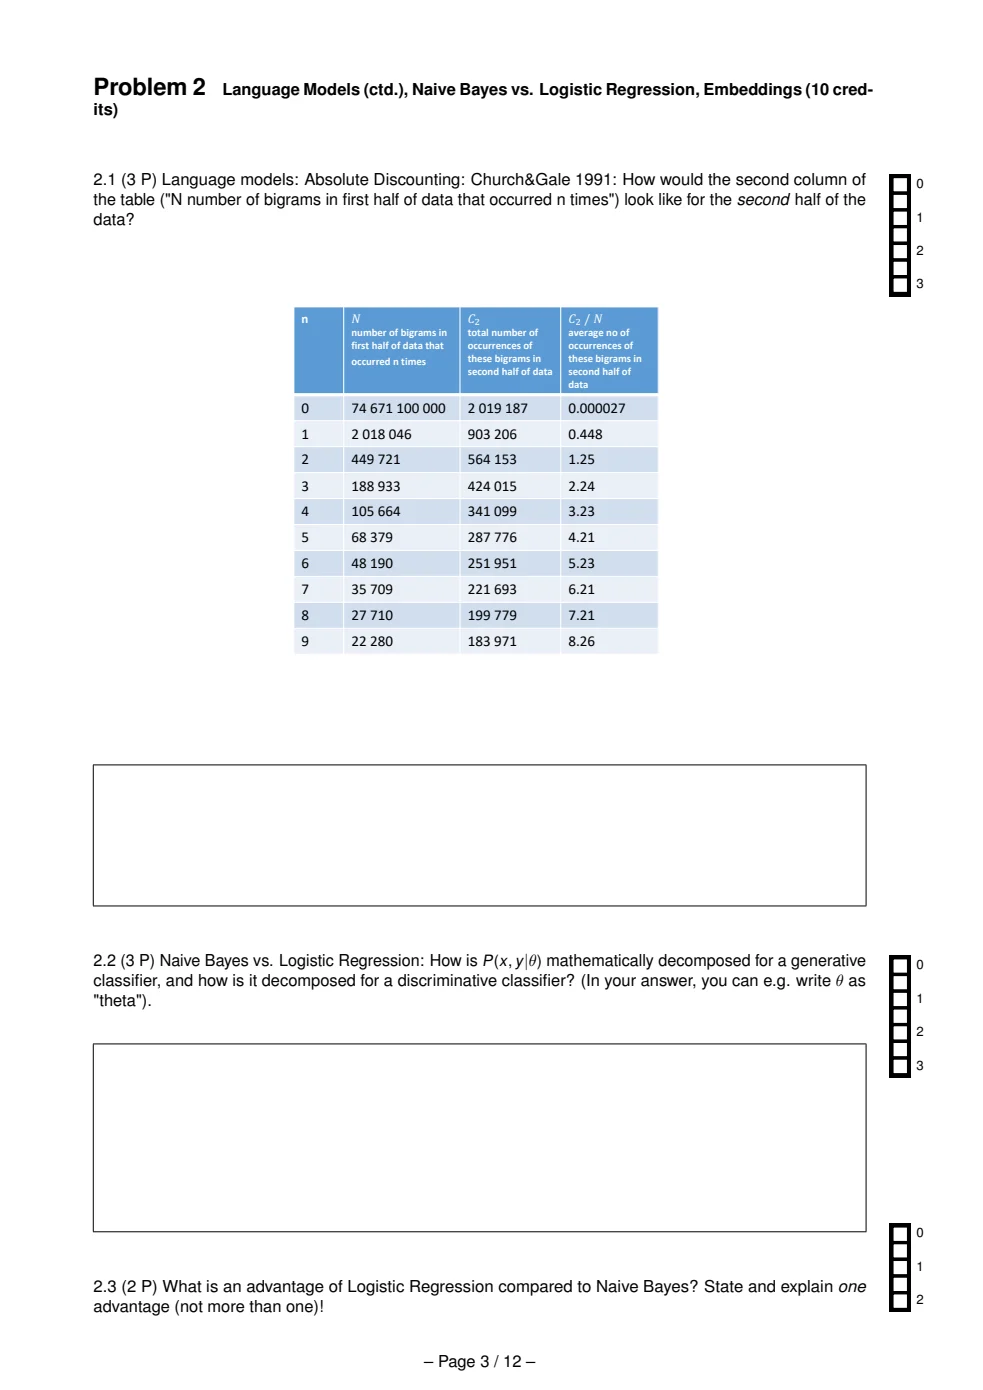 Problem 2 Language Models (ctd.), Naive Bayes vs. Logistic Regression, Embeddings (10 cred-
its)
2.1 (3 P) Language models: Absolute Discounting: Church&Gale 1991: How would the second column of
the table ("N number of bigrams in first half of data that occurred n times") look like for the second half of the
data?
0
1
2
3
n N C₂ C₂ / N
number of bigrams in total number of average no of
first half of data that occurrences of occurrences of
occurred n times these bigrams in these bigrams in
second half of data second half of
data
0 74 671 100 000 2 019 187 0.000027
1 2 018 046 903 206 0.448
2 449 721 564 153 1.25
3 188 933 424 015 2.24
4 105 664 341 099 3.23
5 68 379 287 776 4.21
6 48 190 251 951 5.23
7 35 709 221 693 6.21
8 27 710 199 779 7.21
9 22 280 183 971 8.26
2.2 (3 P) Naive Bayes vs. Logistic Regression: How is P(x, y|θ) mathematically decomposed for a generative
classifier, and how is it decomposed for a discriminative classifier? (In your answer, you can e.g. write θ as
"theta").
0
1
2
3
2.3 (2 P) What is an advantage of Logistic Regression compared to Naive Bayes? State and explain one
advantage (not more than one)!
0
1
2
– Page 3 / 12 –